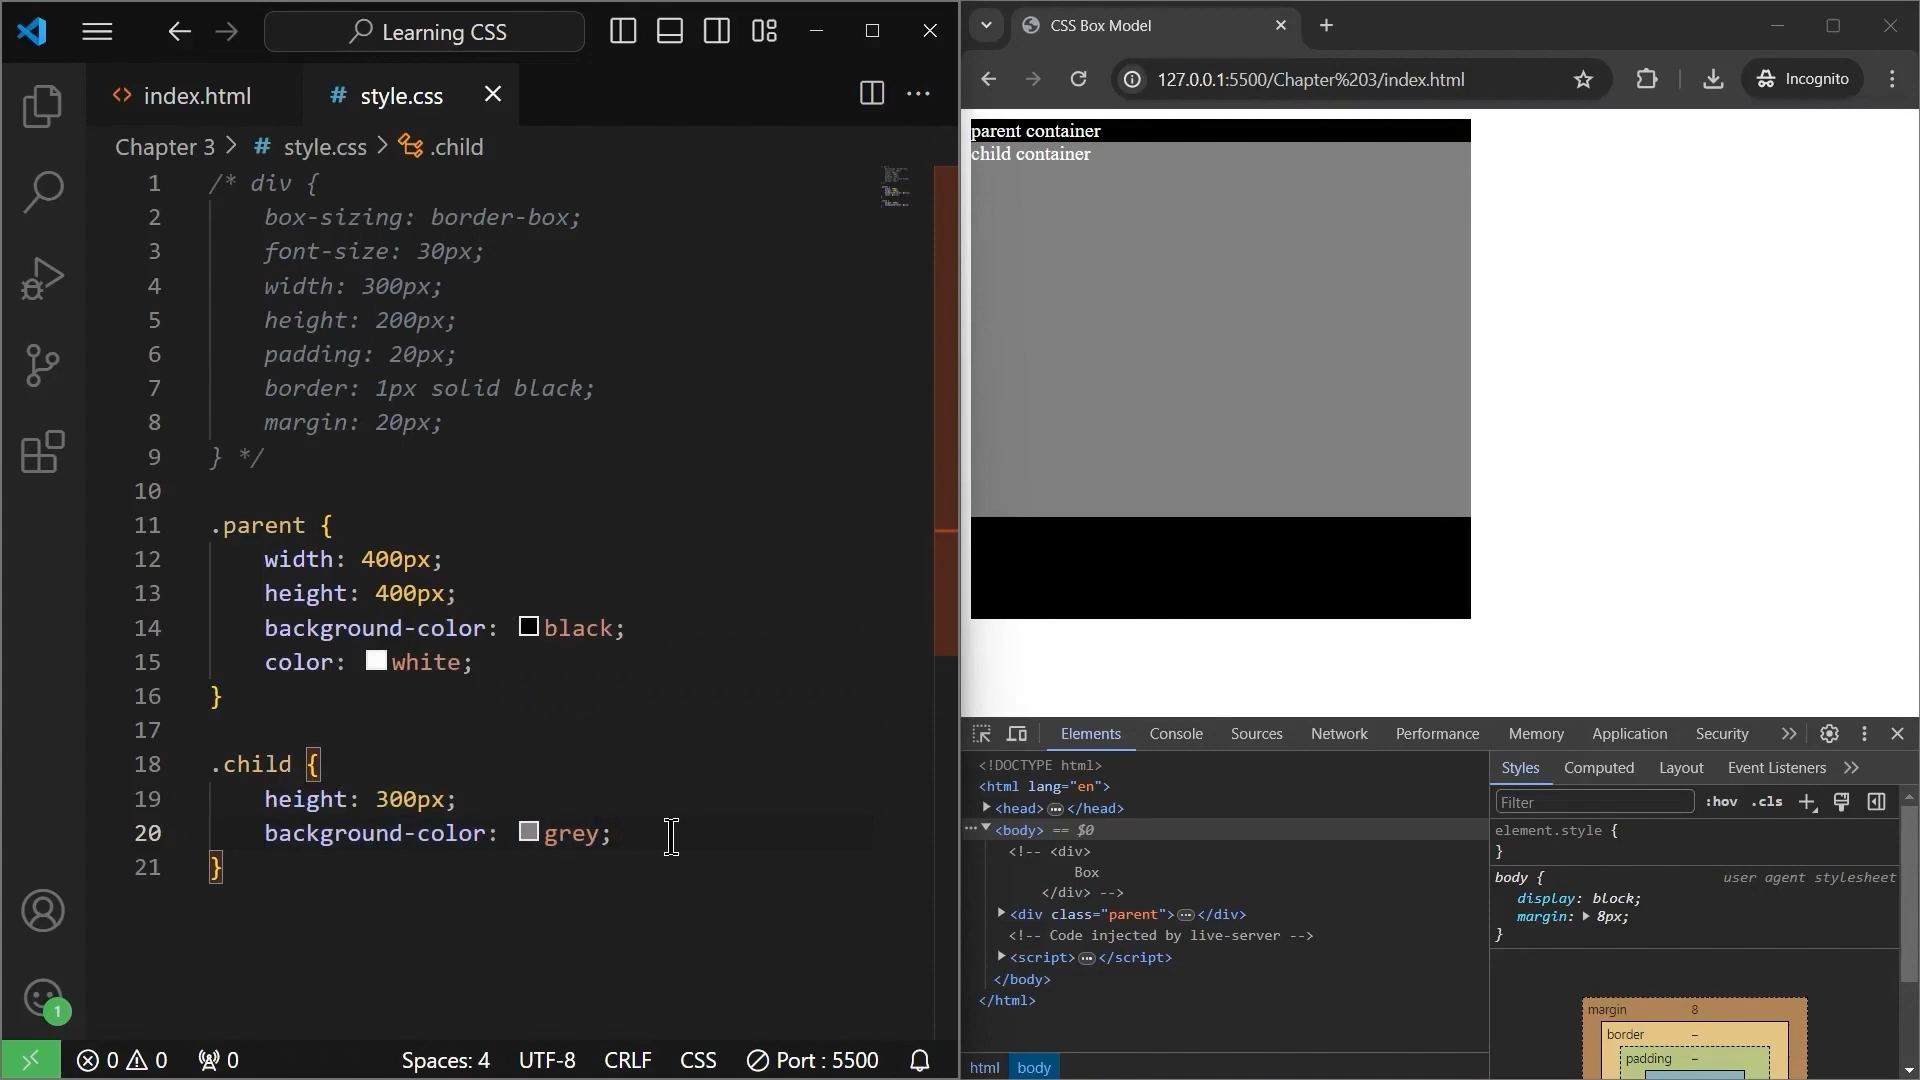 Learning CSS
index.html
# style.css
Chapter 3 > # style.css > .child
1 /* div {
2 box-sizing: border-box;
3 font-size: 30px;
4 width: 300px;
5 height: 200px;
6 padding: 20px;
7 border: 1px solid black;
8 margin: 20px;
9 } */
10
11 .parent {
12 width: 400px;
13 height: 400px;
14 background-color: black;
15 color: white;
16 }
17
18 .child {
19 height: 300px;
20 background-color: grey;
21 }
1
0 0 0 Spaces: 4 UTF-8 CRLF CSS Port : 5500
CSS Box Model
127.0.0.1:5500/Chapter%203/index.html
Incognito
parent container
child container
Elements Console Sources Network Performance Memory Application Security
<!DOCTYPE html>
<html lang="en">
<head> </head>
<body> == $0
<!-- <div>
Box
</div> -->
<div class="parent"> </div>
<!-- Code injected by live-server -->
<script> </script>
</body>
</html>
html body
Styles Computed Layout Event Listeners
Filter :hov .cls
element.style {
}
body { user agent stylesheet
display: block;
margin: 8px;
}
margin 8
border –
padding –